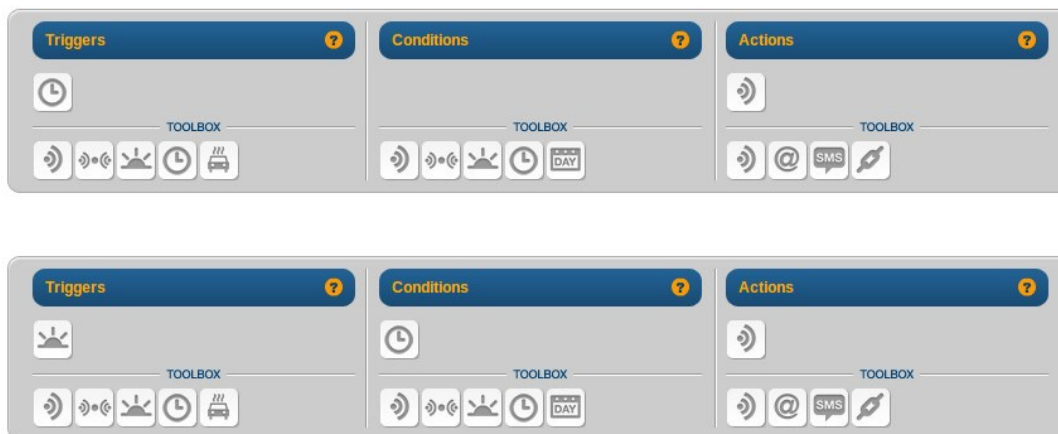 Triggers ? Conditions ? Actions ?
TOOLBOX TOOLBOX TOOLBOX
@ SMS
DAY
Triggers ? Conditions ? Actions ?
TOOLBOX TOOLBOX TOOLBOX
DAY @ SMS